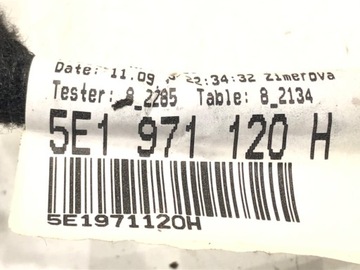 Date: 11.09 22:34:32 Zimerova
Tester: 8_2285 Table: 8_2134
5E1 971 120 H
5E1971120H